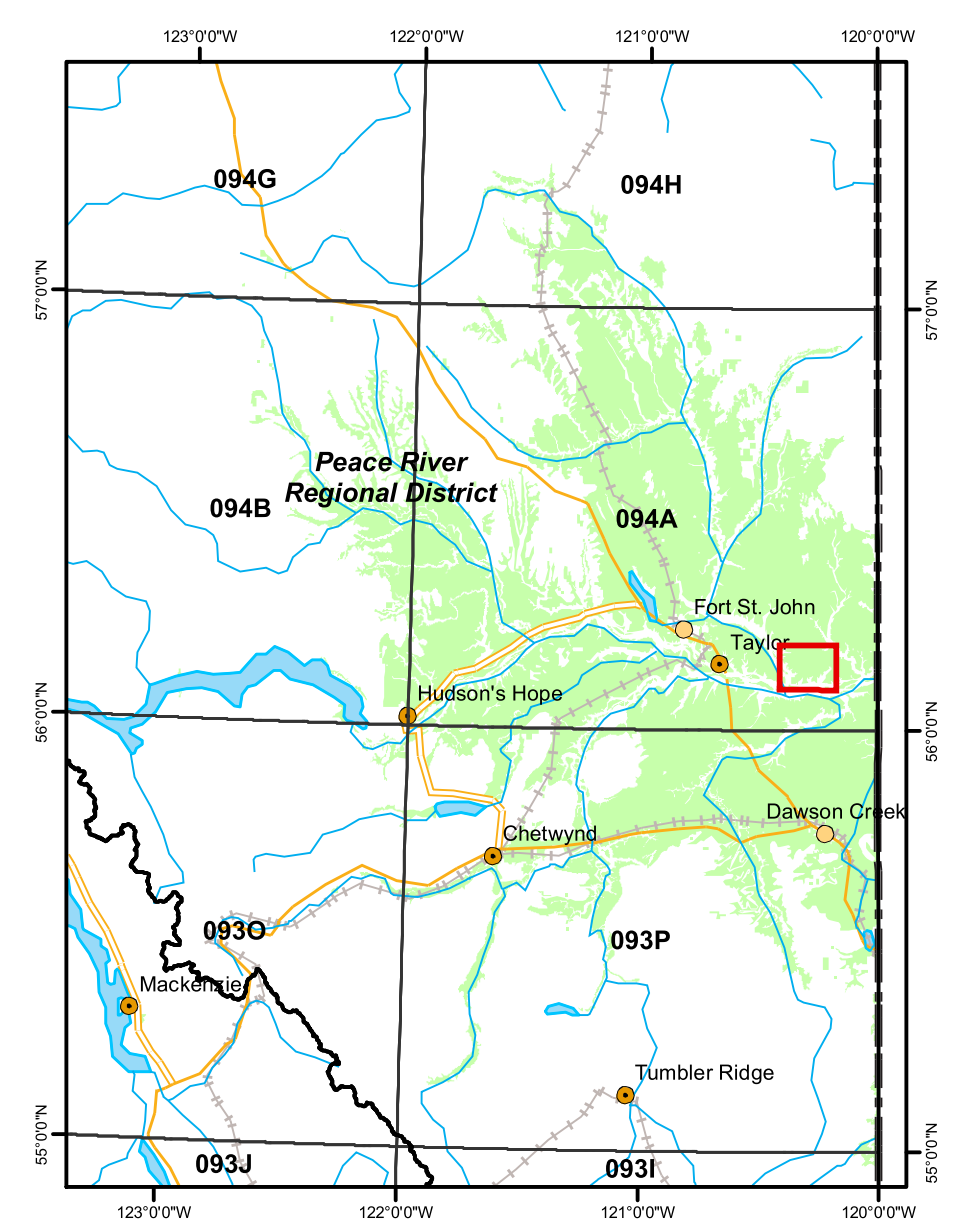 123°0'0"W 122°0'0"W 121°0'0"W 120°0'0"W
094G
094H
57°0'0"N
57°0'0"N
Peace River
Regional District
094B
094A
Fort St. John
Taylor
Hudson's Hope
56°0'0"N
56°0'0"N
Dawson Creek
Chetwynd
093O
093P
Mackenzie
Tumbler Ridge
55°0'0"N
55°0'0"N
093J
093I
123°0'0"W 122°0'0"W 121°0'0"W 120°0'0"W